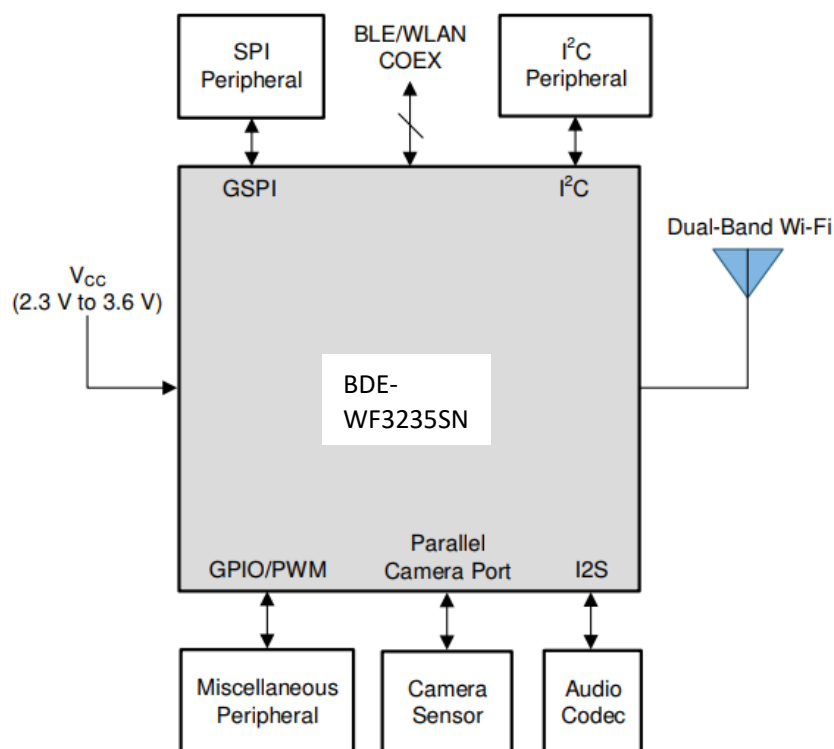 SPI
Peripheral
BLE/WLAN
COEX
I²C
Peripheral
GSPI
I²C
Dual-Band Wi-Fi
VCC
(2.3 V to 3.6 V)
BDE-
WF3235SN
GPIO/PWM
Parallel
Camera Port
I2S
Miscellaneous
Peripheral
Camera
Sensor
Audio
Codec